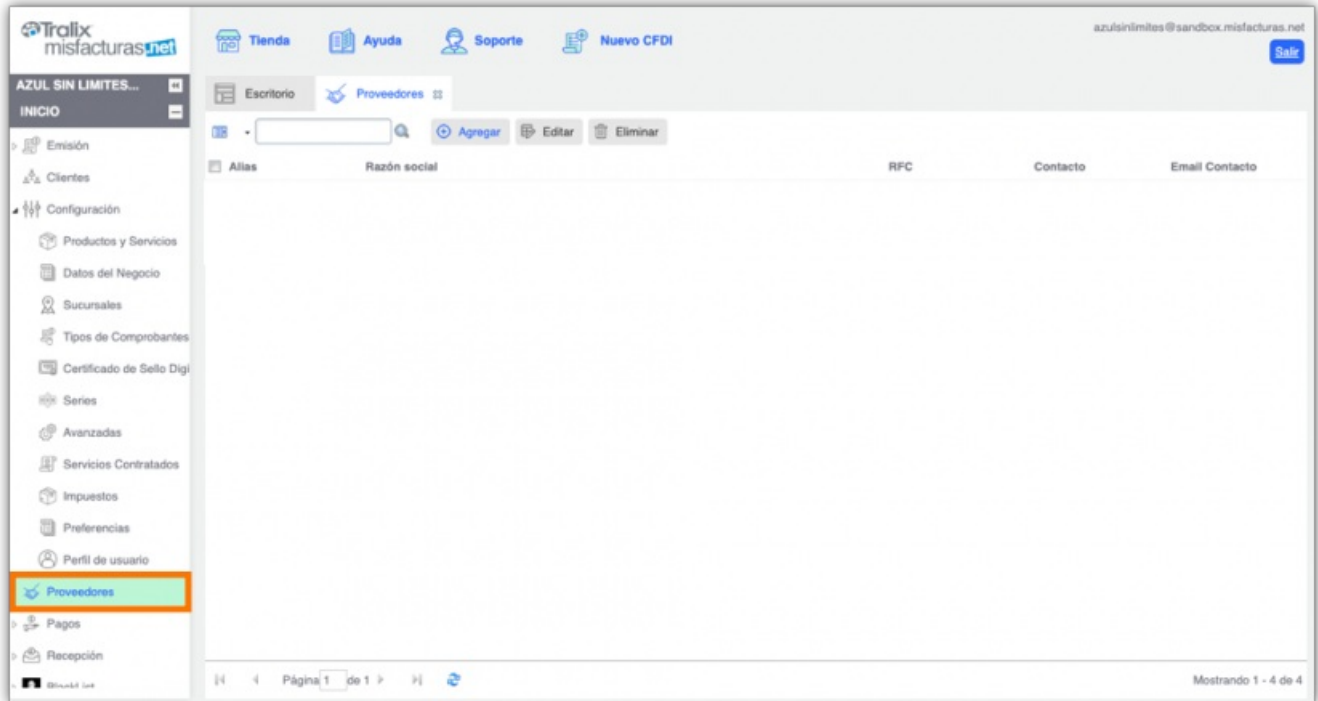 Tralix
misfacturas.net
Tienda
Ayuda
Soporte
Nuevo CFDI
azulsinlimites@sandbox.misfacturas.net
Salir
AZUL SIN LIMITES...
INICIO
Escritorio
Proveedores
Agregar
Editar
Eliminar
Alias
Razón social
RFC
Contacto
Email Contacto
Emisión
Clientes
Configuración
Productos y Servicios
Datos del Negocio
Sucursales
Tipos de Comprobantes
Certificado de Sello Digi
Series
Avanzadas
Servicios Contratados
Impuestos
Preferencias
Perfil de usuario
Proveedores
Pagos
Recepción
Página 1 de 1
Mostrando 1 - 4 de 4